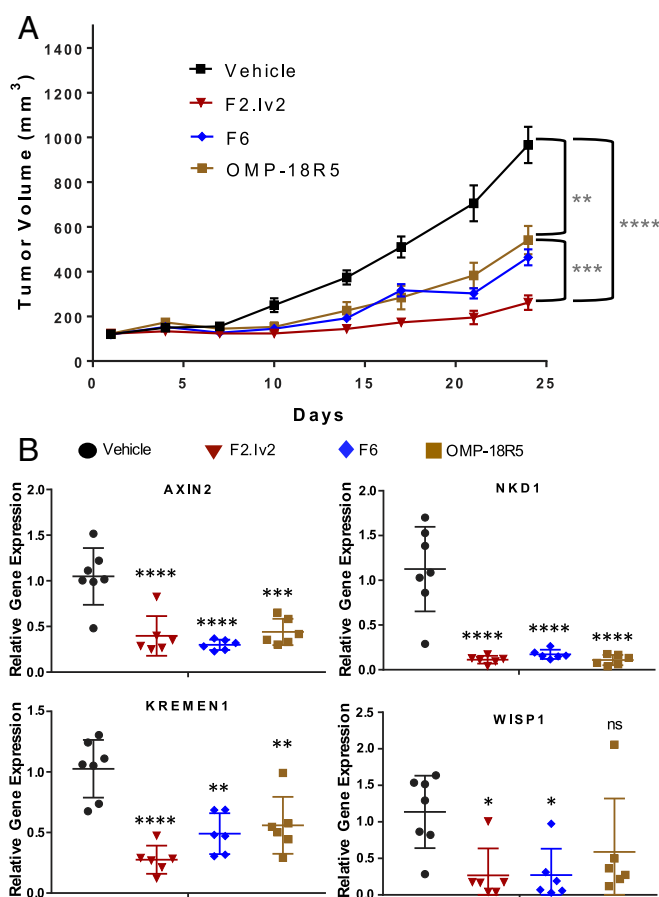 A
Tumor Volume (mm³)
1400
1200
1000
800
600
400
200
0
Vehicle
F2.Iv2
F6
OMP-18R5
**
***
****
0 5 10 15 20 25
Days
B
Vehicle F2.Iv2 F6 OMP-18R5
AXIN2
Relative Gene Expression
2.0
1.5
1.0
0.5
0.0
**** **** ***
NKD1
Relative Gene Expression
2.0
1.5
1.0
0.5
0.0
**** **** ****
KREMEN1
Relative Gene Expression
1.5
1.0
0.5
0.0
**** ** **
WISP1
Relative Gene Expression
2.5
2.0
1.5
1.0
0.5
0.0
* * ns